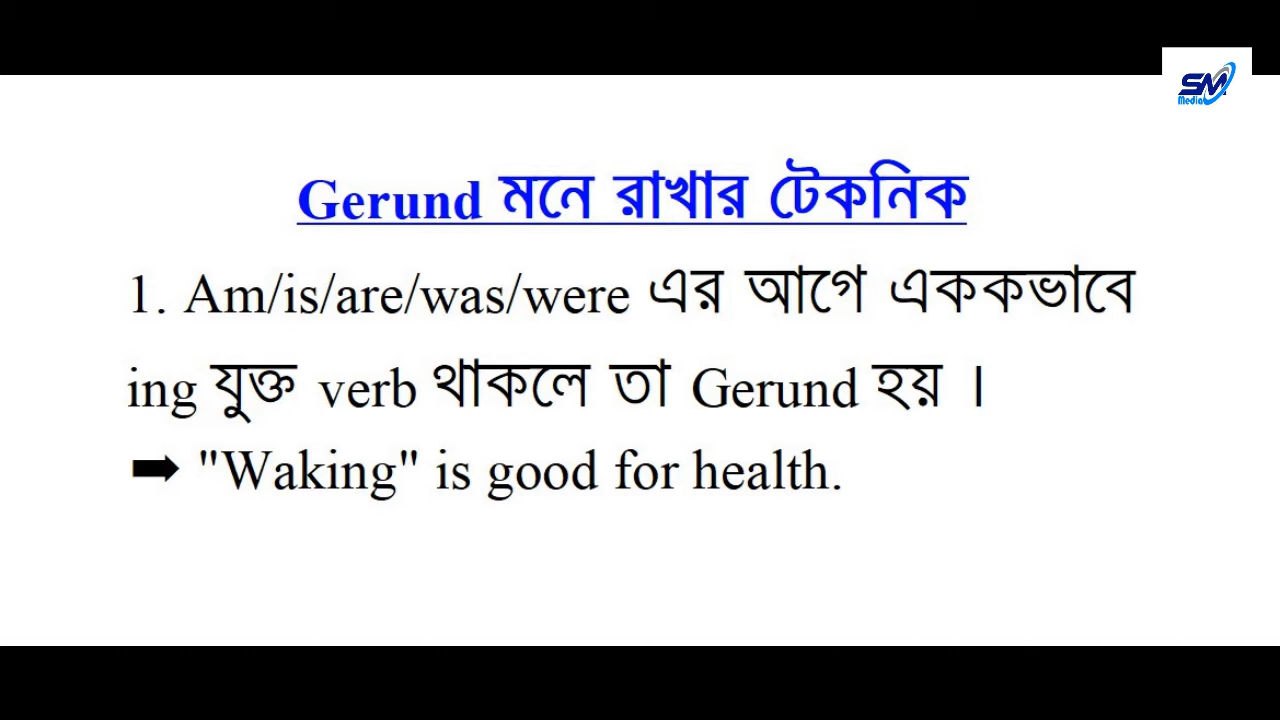 SM
Media
Gerund মনে রাখার টেকনিক
1. Am/is/are/was/were এর আগে এককভাবে
ing যুক্ত verb থাকলে তা Gerund হয় ।
➡ "Waking" is good for health.